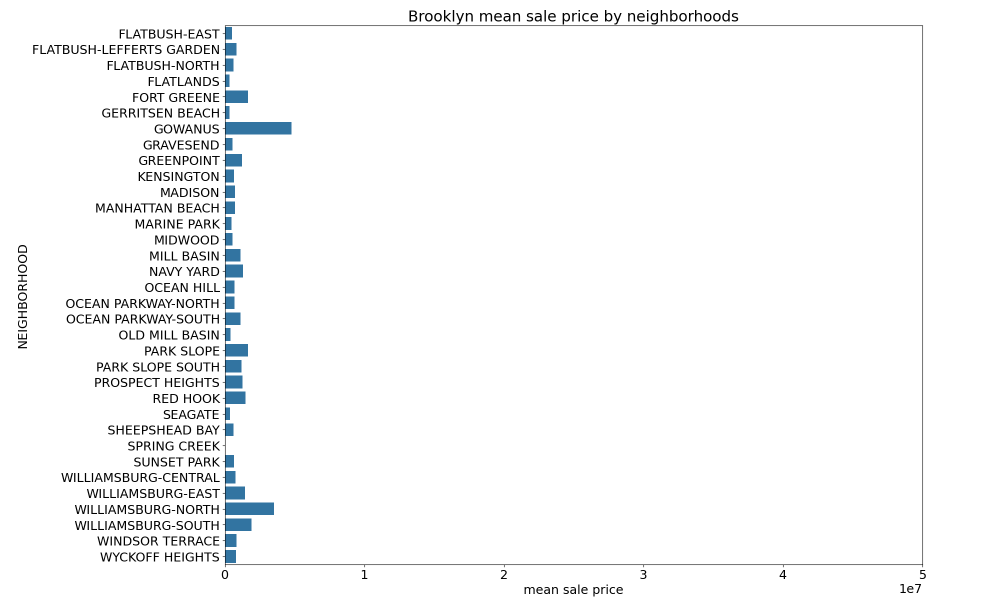 Brooklyn mean sale price by neighborhoods
NEIGHBORHOOD
FLATBUSH-EAST
FLATBUSH-LEFFERTS GARDEN
FLATBUSH-NORTH
FLATLANDS
FORT GREENE
GERRITSEN BEACH
GOWANUS
GRAVESEND
GREENPOINT
KENSINGTON
MADISON
MANHATTAN BEACH
MARINE PARK
MIDWOOD
MILL BASIN
NAVY YARD
OCEAN HILL
OCEAN PARKWAY-NORTH
OCEAN PARKWAY-SOUTH
OLD MILL BASIN
PARK SLOPE
PARK SLOPE SOUTH
PROSPECT HEIGHTS
RED HOOK
SEAGATE
SHEEPSHEAD BAY
SPRING CREEK
SUNSET PARK
WILLIAMSBURG-CENTRAL
WILLIAMSBURG-EAST
WILLIAMSBURG-NORTH
WILLIAMSBURG-SOUTH
WINDSOR TERRACE
WYCKOFF HEIGHTS
0 1 2 3 4 5
1e7
mean sale price